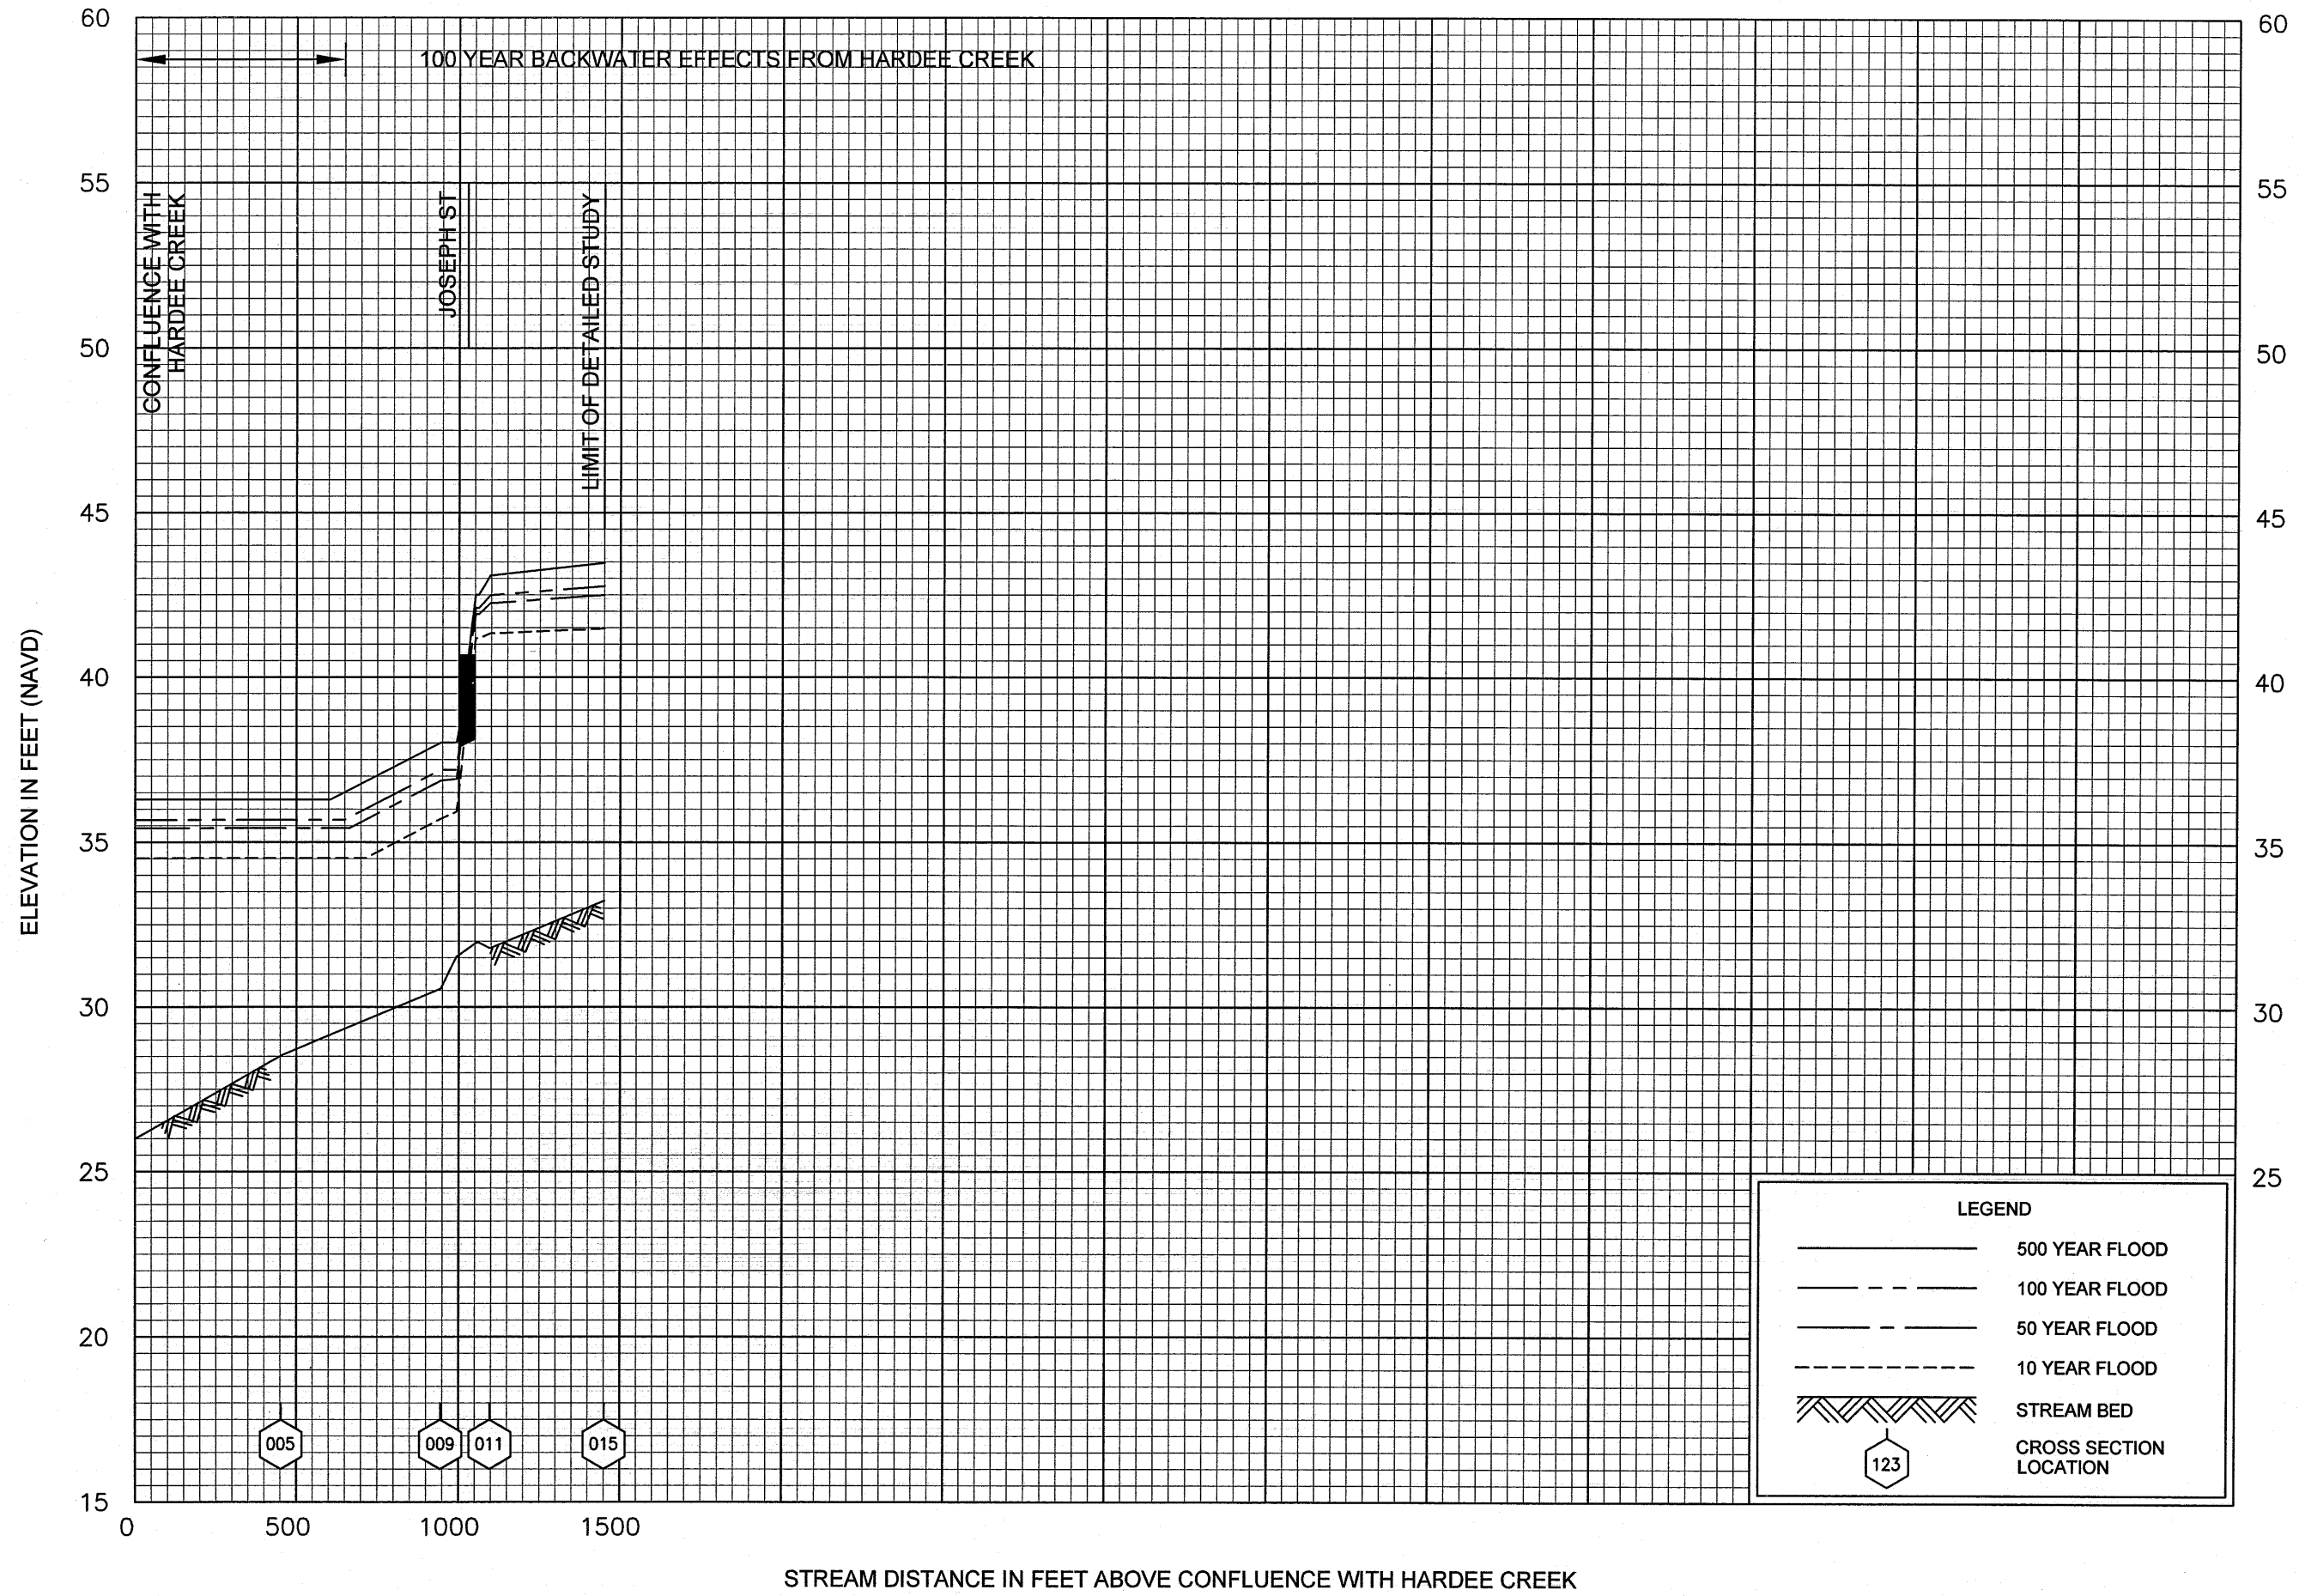 60
60
100 YEAR BACKWATER EFFECTS FROM HARDEE CREEK
55
55
CONFLUENCE WITH
HARDEE CREEK
JOSEPH ST
LIMIT OF DETAILED STUDY
50
50
45
45
40
40
35
35
30
30
25
25
20
15
ELEVATION IN FEET (NAVD)
005
009
011
015
0
500
1000
1500
STREAM DISTANCE IN FEET ABOVE CONFLUENCE WITH HARDEE CREEK
LEGEND
500 YEAR FLOOD
100 YEAR FLOOD
50 YEAR FLOOD
10 YEAR FLOOD
STREAM BED
123
CROSS SECTION
LOCATION